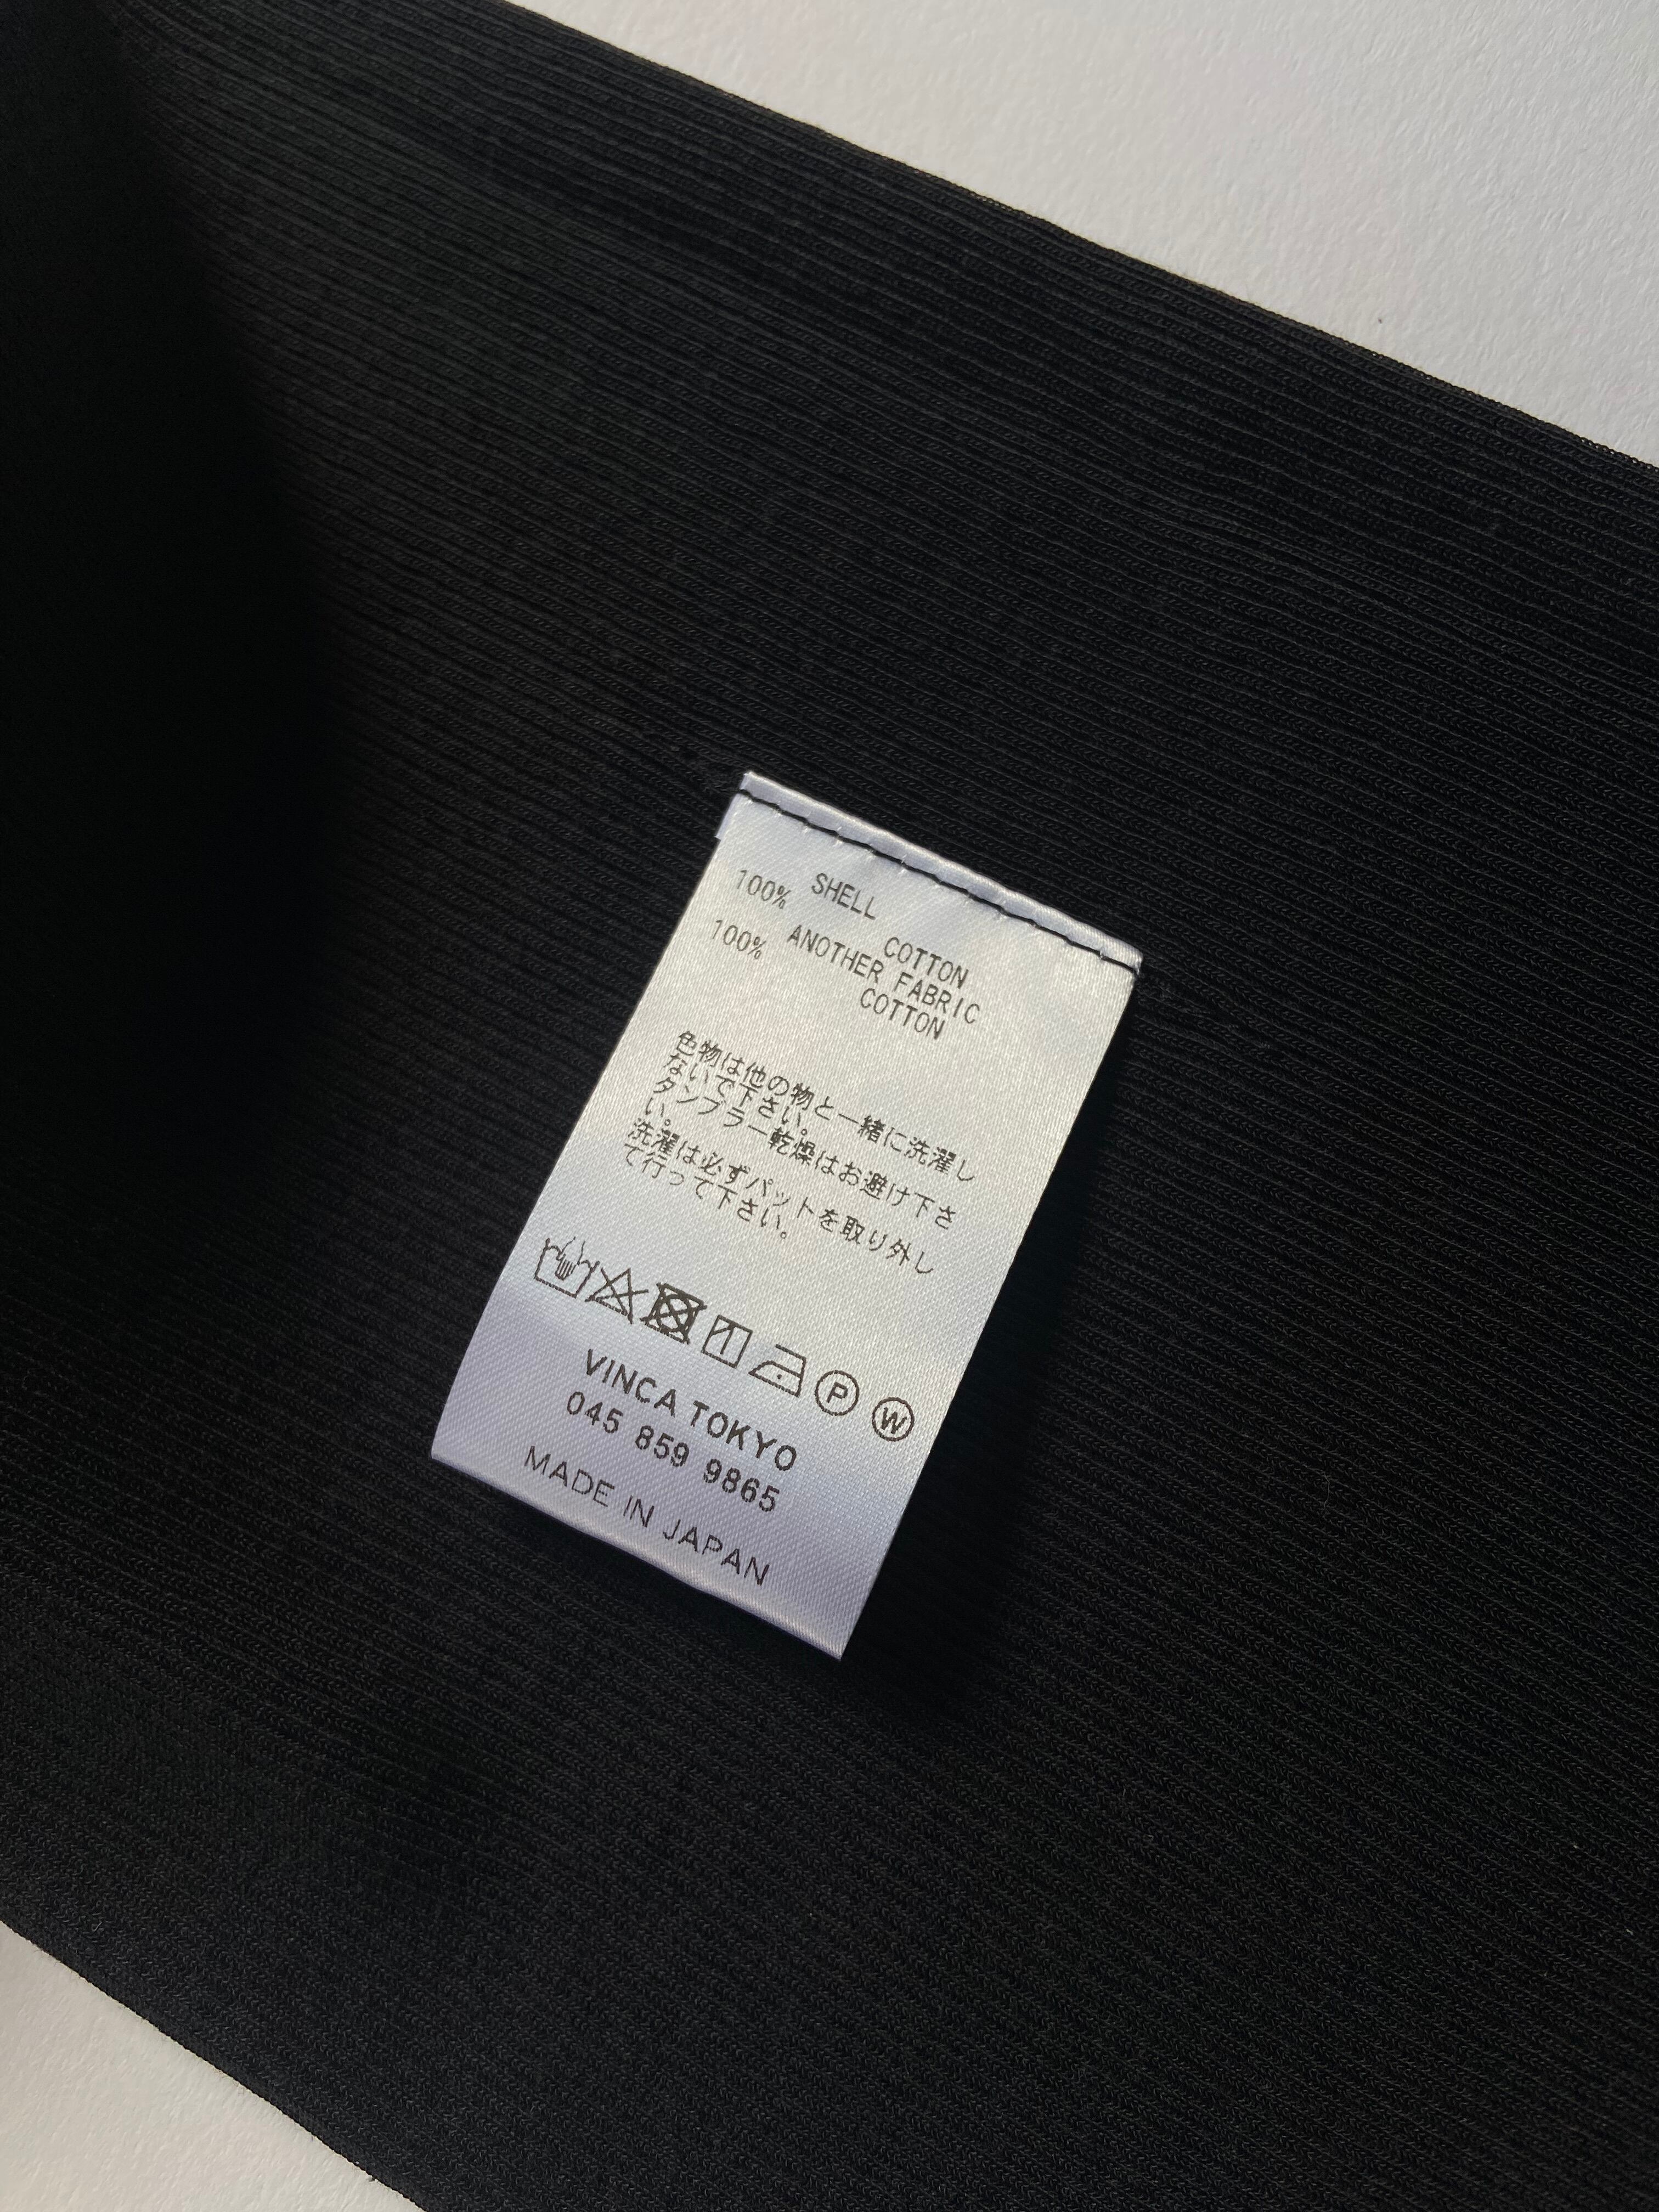 SHELL
100% COTTON
ANOTHER FABRIC
100% COTTON
色物は他の物と一緒に洗濯し
ないで下さい。
タンブラー乾燥はお避け下さ
い。
洗濯は必ずパットを取り外し
て行って下さい。
P W
VINCA TOKYO
045 859 9865
MADE IN JAPAN